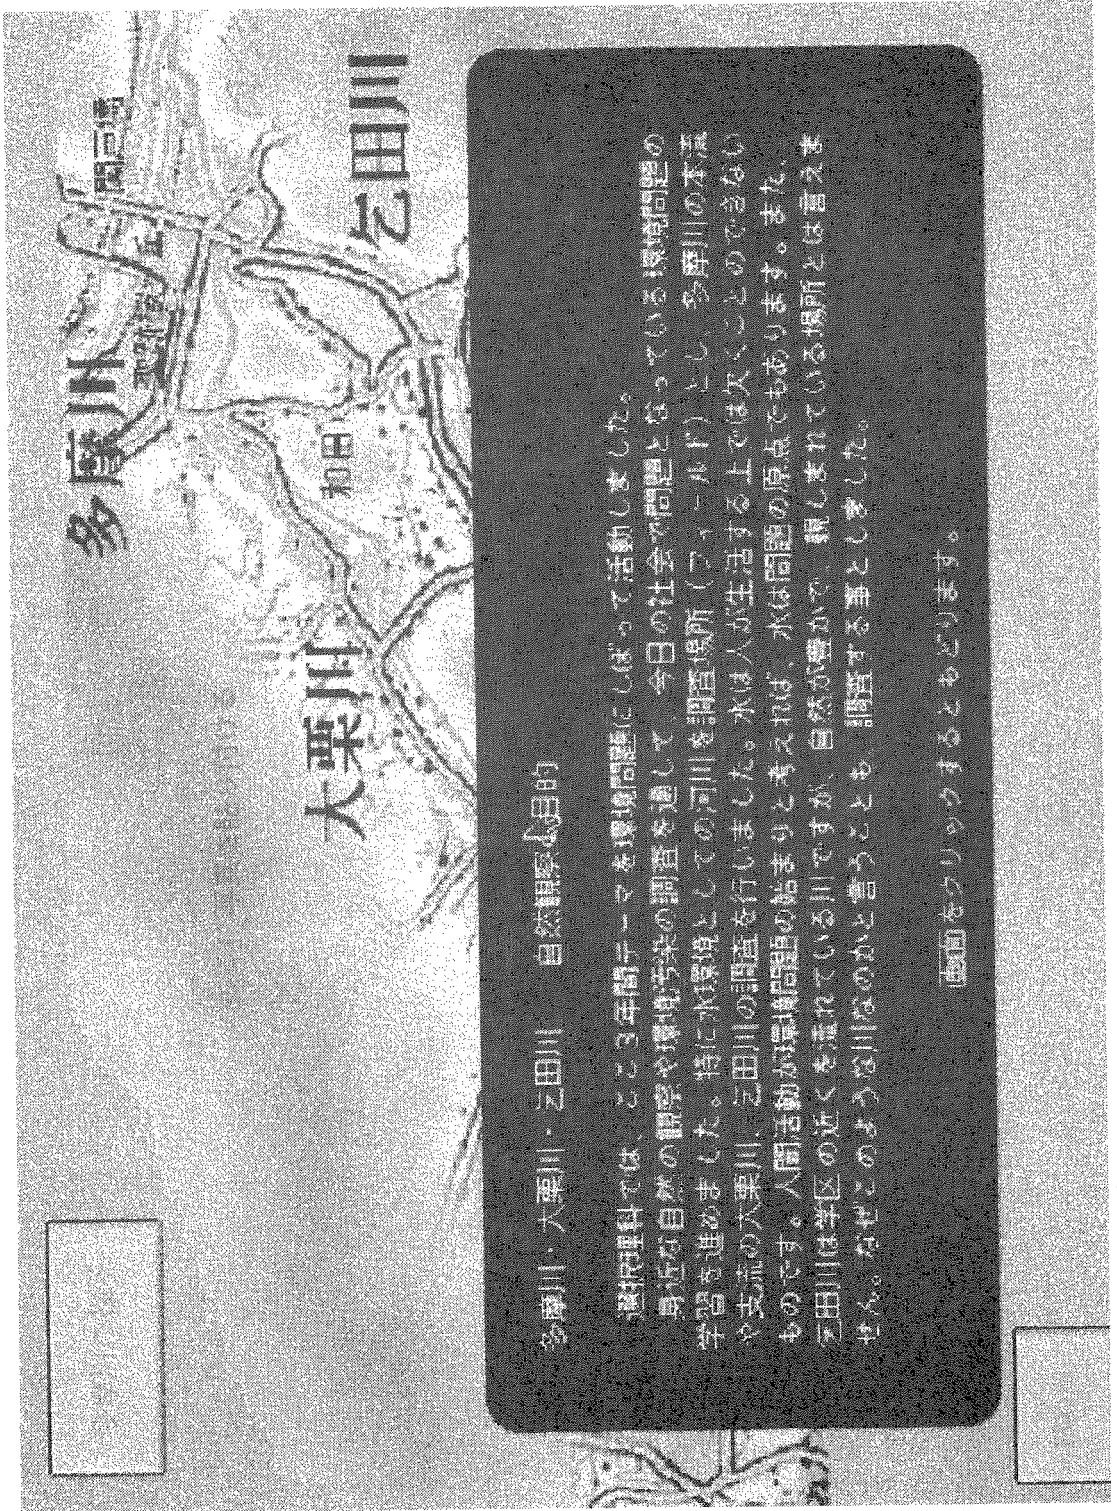 多摩川
大栗川
乞田川
和田
関戸橋
多摩川・大栗川・乞田川　自然観察の目的
選択理科では、ここ3年間テーマを環境問題にしぼって活動しました。
身近な自然の観察や環境汚染の調査を通して、今日の社会で問題となっている環境問題の
学習を進めました。特に水環境としての河川を調査場所（フィールド）とし、多摩川の本流
や支流の大栗川、乞田川の調査を行いました。水は人が生活する上では欠くことのできない
ものです。人間活動が環境問題の始まりと考えれば、水は問題の原点でもあります。また、
乞田川は学区の近くを流れている川ですが、自然が豊かで、親しまれている場所とは言えま
せん。なぜこのような川なのかと言うことも、調査する事としました。
画面をクリックするともどります。